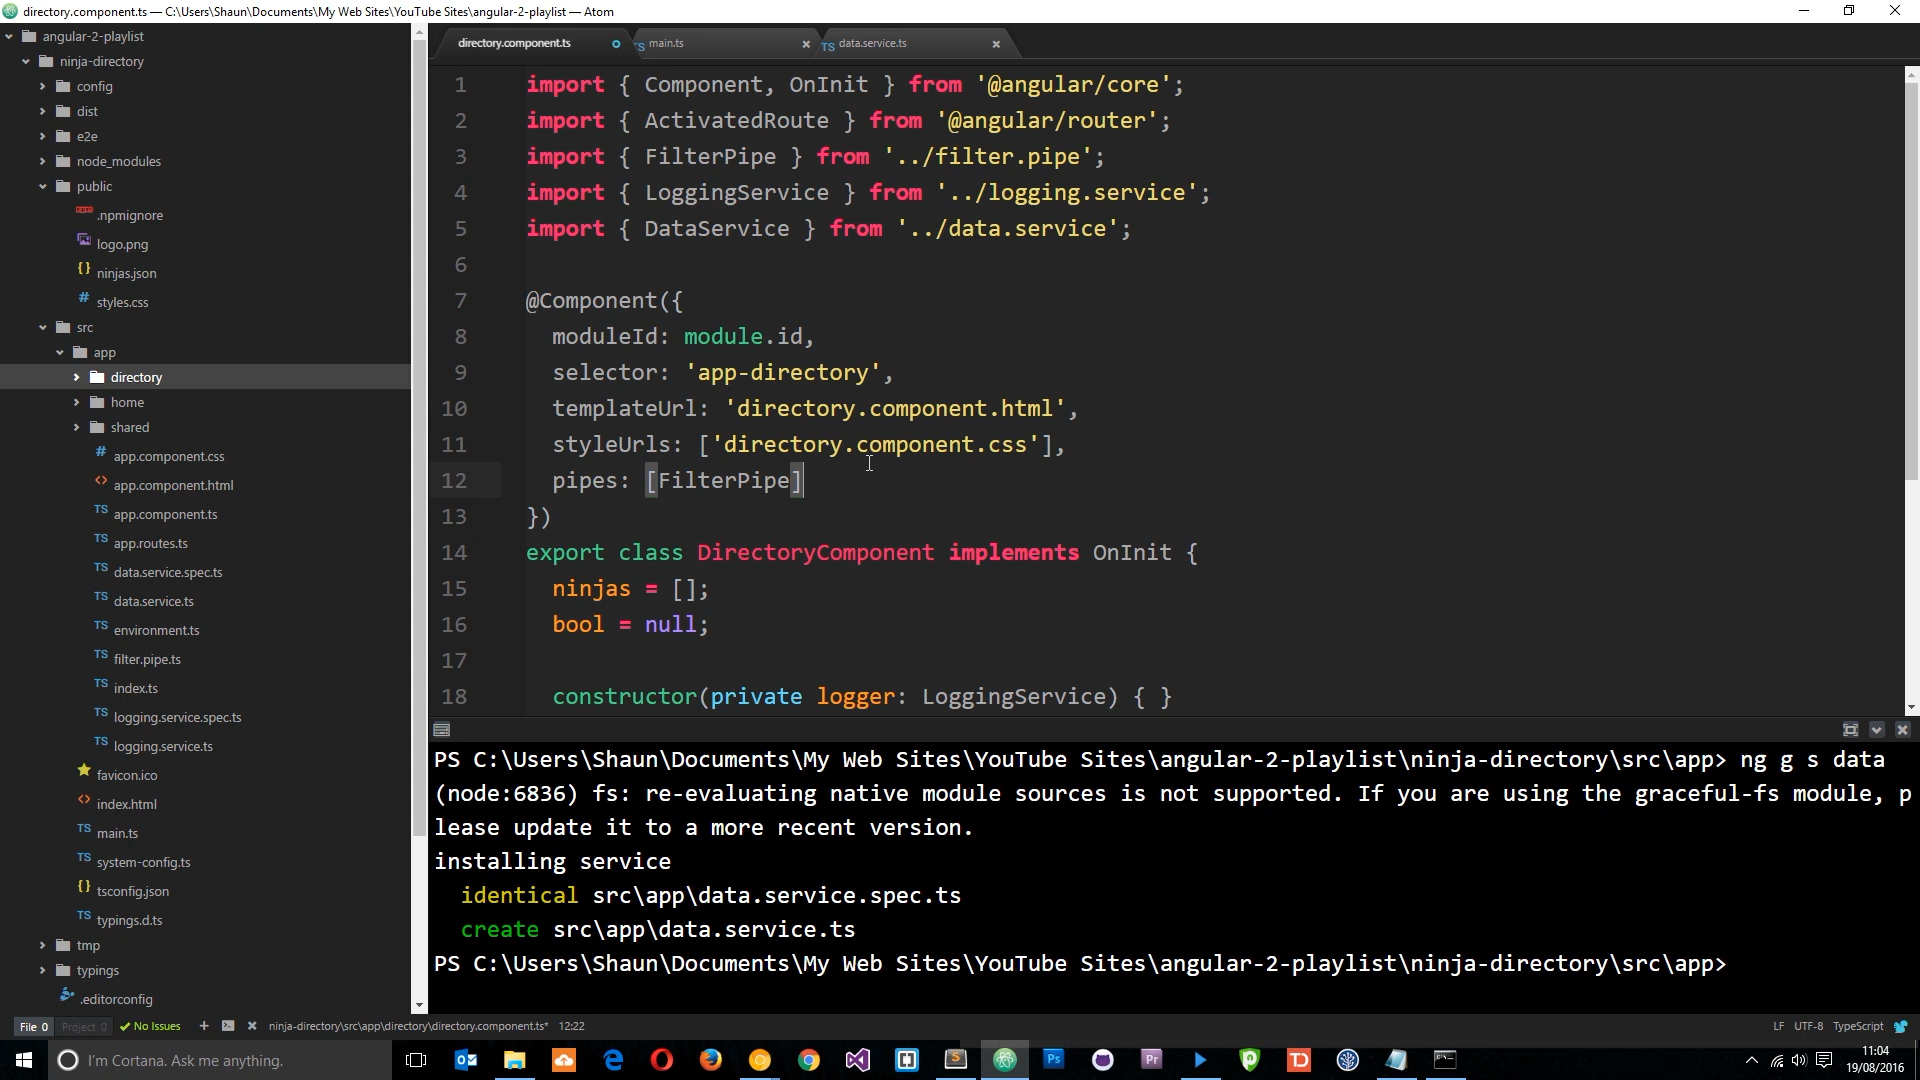 directory.component.ts — C:\Users\Shaun\Documents\My Web Sites\YouTube Sites\angular-2-playlist — Atom
angular-2-playlist
ninja-directory
config
dist
e2e
node_modules
public
.npmignore
logo.png
ninjas.json
styles.css
src
app
directory
home
shared
app.component.css
app.component.html
app.component.ts
app.routes.ts
data.service.spec.ts
data.service.ts
environment.ts
filter.pipe.ts
index.ts
logging.service.spec.ts
logging.service.ts
favicon.ico
index.html
main.ts
system-config.ts
tsconfig.json
typings.d.ts
tmp
typings
.editorconfig
directory.component.ts
main.ts
data.service.ts
1 import { Component, OnInit } from '@angular/core';
2 import { ActivatedRoute } from '@angular/router';
3 import { FilterPipe } from '../filter.pipe';
4 import { LoggingService } from '../logging.service';
5 import { DataService } from '../data.service';
6
7 @Component({
8 moduleId: module.id,
9 selector: 'app-directory',
10 templateUrl: 'directory.component.html',
11 styleUrls: ['directory.component.css'],
12 pipes: [FilterPipe]
13 })
14 export class DirectoryComponent implements OnInit {
15 ninjas = [];
16 bool = null;
17
18 constructor(private logger: LoggingService) { }
PS C:\Users\Shaun\Documents\My Web Sites\YouTube Sites\angular-2-playlist\ninja-directory\src\app> ng g s data
(node:6836) fs: re-evaluating native module sources is not supported. If you are using the graceful-fs module, p
lease update it to a more recent version.
installing service
identical src\app\data.service.spec.ts
create src\app\data.service.ts
PS C:\Users\Shaun\Documents\My Web Sites\YouTube Sites\angular-2-playlist\ninja-directory\src\app>
File 0 Project 0 No Issues ninja-directory\src\app\directory\directory.component.ts* 12:22 LF UTF-8 TypeScript
I'm Cortana. Ask me anything.
11:04
19/08/2016